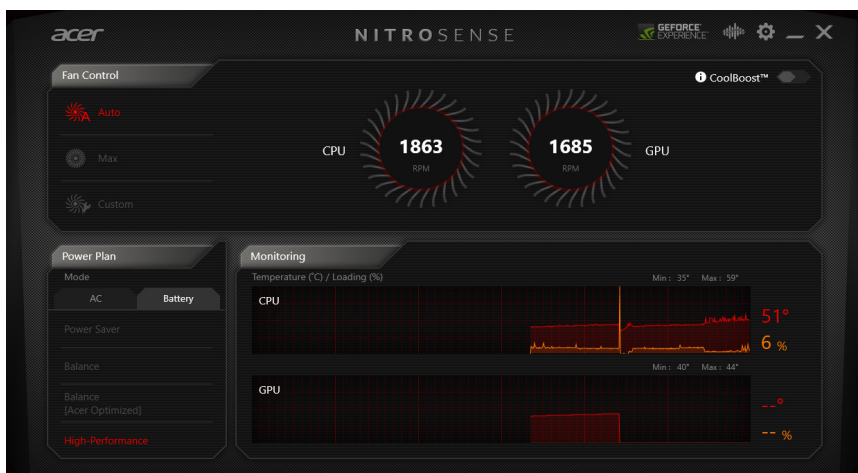 acer
NITROSENSE
GEFORCE EXPERIENCE
Fan Control
CoolBoost™
Auto
Max
Custom
CPU
1863
RPM
1685
RPM
GPU
Power Plan
Mode
AC Battery
Power Saver
Balance
Balance
[Acer Optimized]
High-Performance
Monitoring
Temperature (°C) / Loading (%)
Min : 35° Max : 59°
CPU
51°
6 %
Min : 40° Max : 44°
GPU
--°
-- %